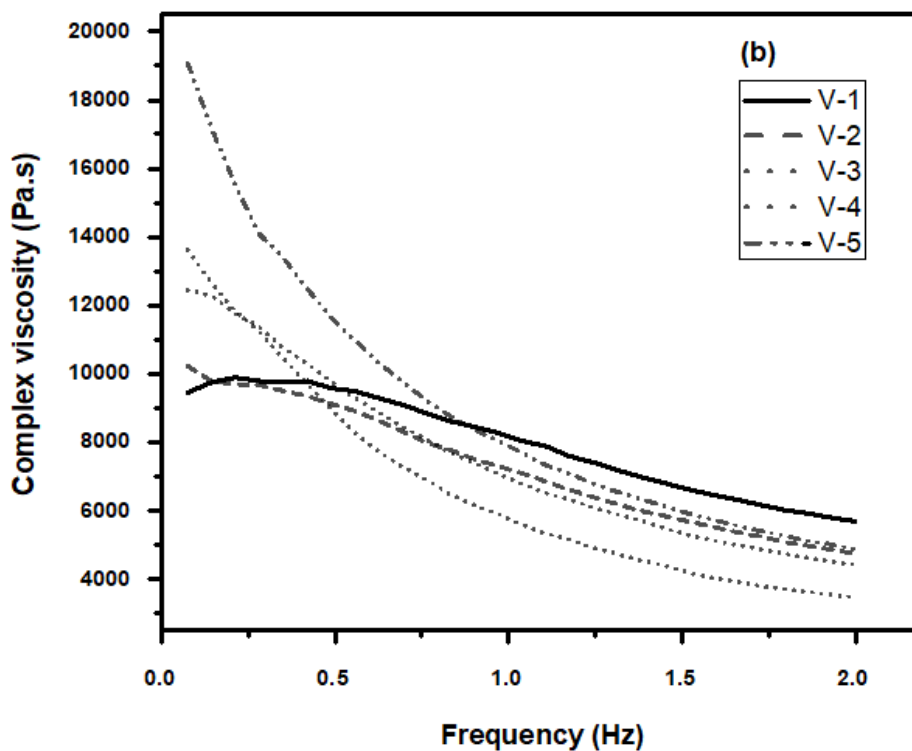 20000
18000
16000
14000
12000
10000
8000
6000
4000
Complex viscosity (Pa.s)
(b)
V-1
V-2
V-3
V-4
V-5
0.0 0.5 1.0 1.5 2.0
Frequency (Hz)